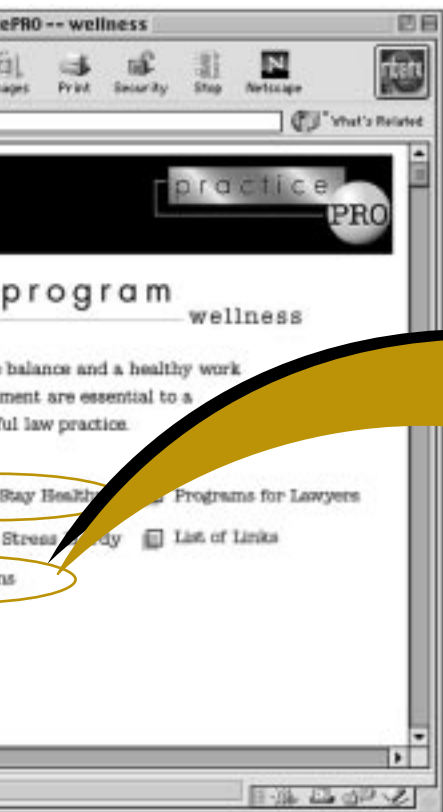 ePRO -- wellness
ages Print Security Stop Netscape
What's Related
practice
PRO
program
wellness
balance and a healthy work
ment are essential to a
ful law practice.
Stay Health Programs for Lawyers
Stress dy List of Links
ns